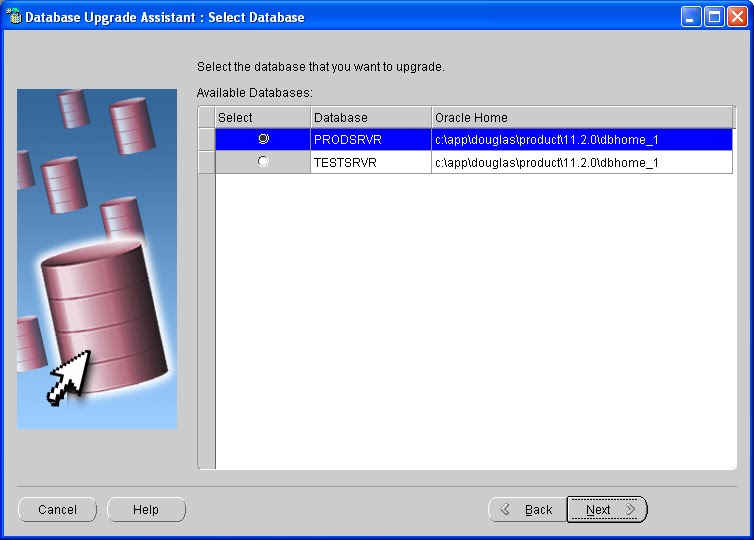 Database Upgrade Assistant : Select Database
Select the database that you want to upgrade.
Available Databases:
Select Database Oracle Home
PRODSRVR c:\app\douglas\product\11.2.0\dbhome_1
TESTSRVR c:\app\douglas\product\11.2.0\dbhome_1
Cancel Help Back Next